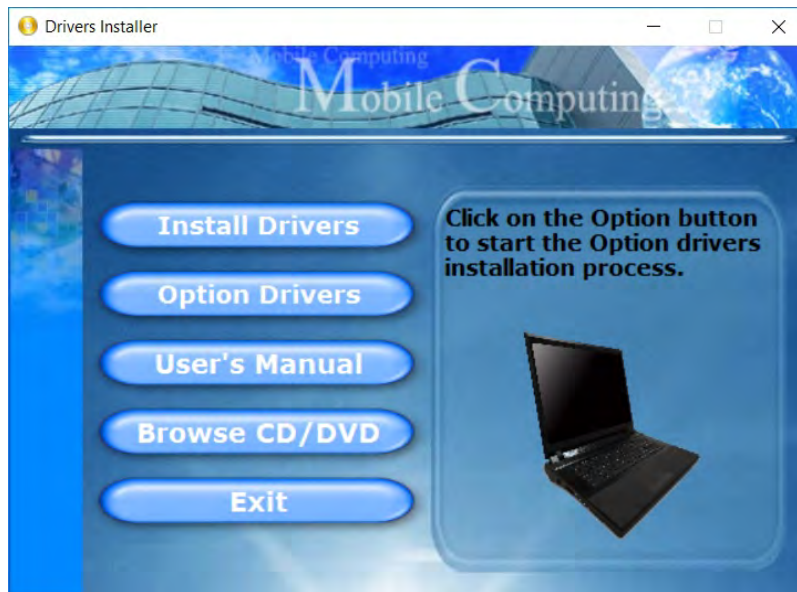 Drivers Installer
Mobile Computing
Mobile Computing
Install Drivers
Option Drivers
User's Manual
Browse CD/DVD
Exit
Click on the Option button
to start the Option drivers
installation process.